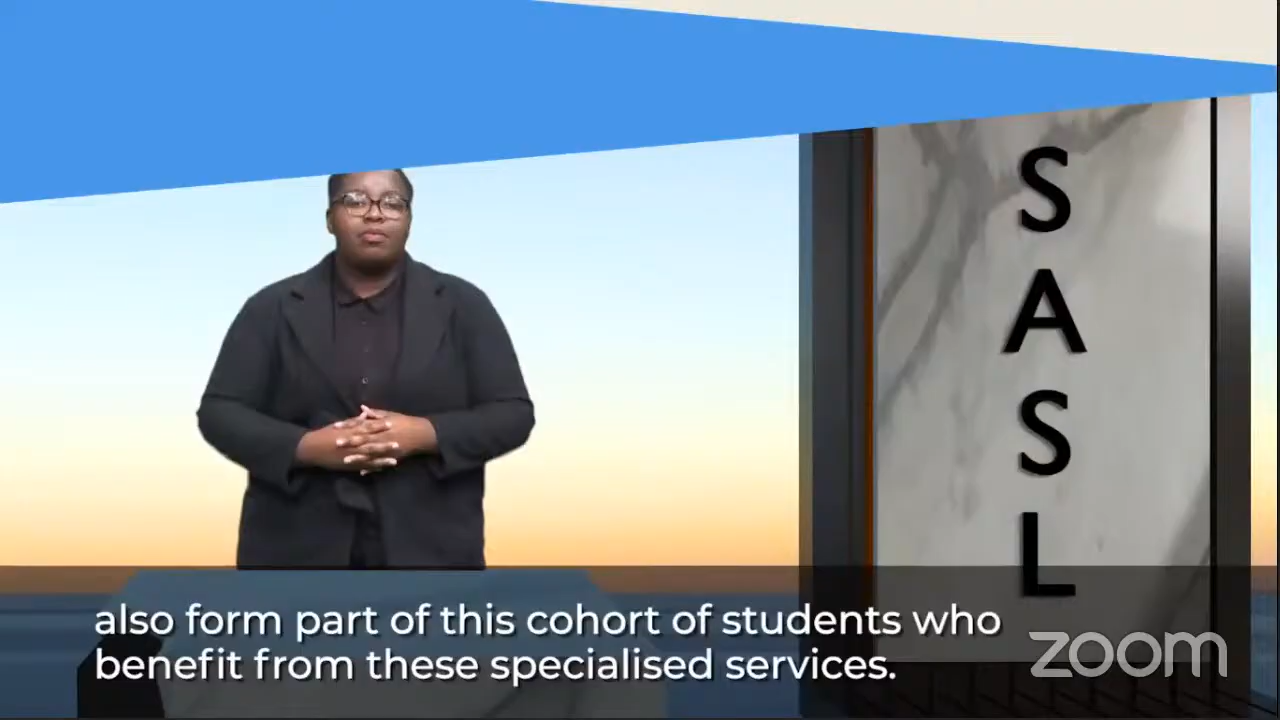 S
A
S
L
also form part of this cohort of students who
benefit from these specialised services.
zoom